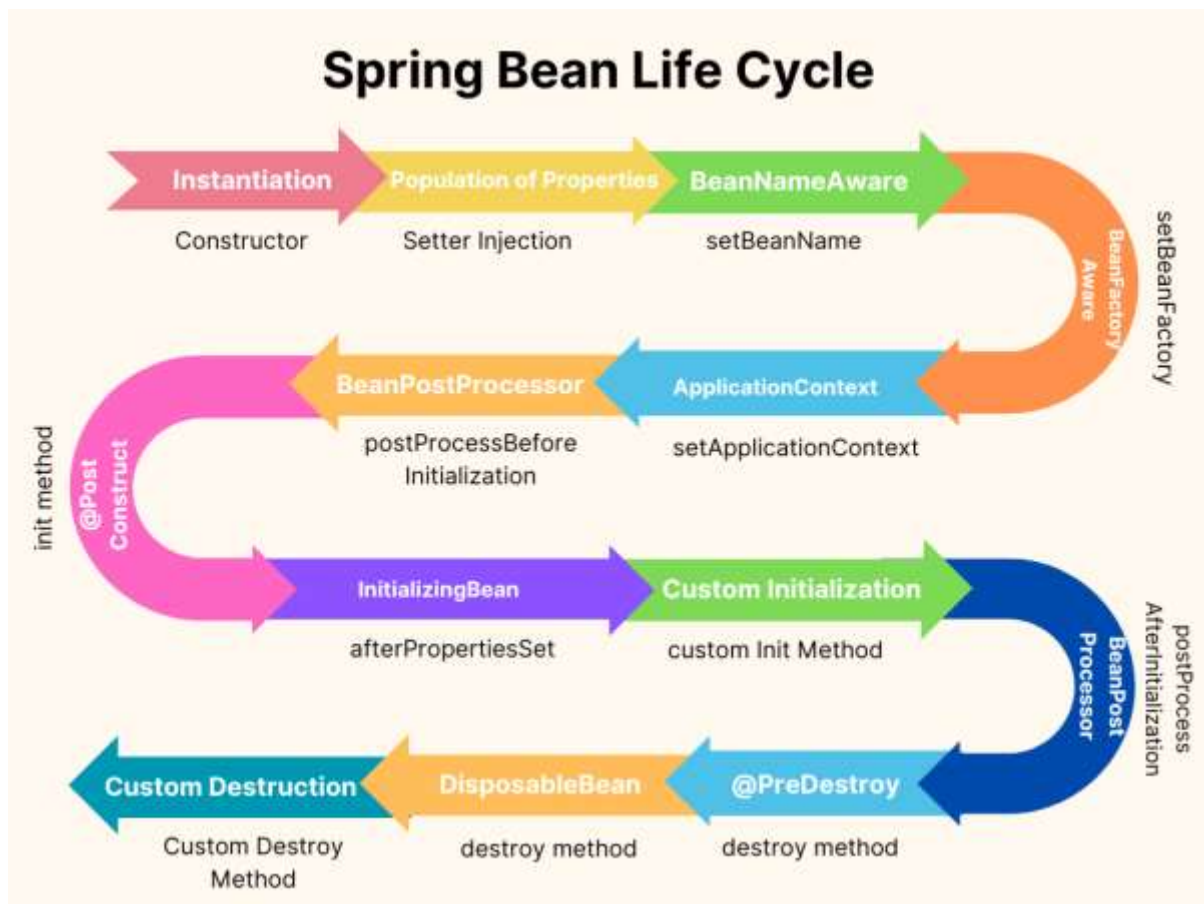 Spring Bean Life Cycle
Instantiation
Constructor
Population of Properties
Setter Injection
BeanNameAware
setBeanName
BeanFactory
Aware
setBeanFactory
ApplicationContext
setApplicationContext
BeanPostProcessor
postProcessBefore
Initialization
@Post
Construct
init method
InitializingBean
afterPropertiesSet
Custom Initialization
custom Init Method
BeanPost
Processor
postProcess
AfterInitialization
@PreDestroy
destroy method
DisposableBean
destroy method
Custom Destruction
Custom Destroy
Method